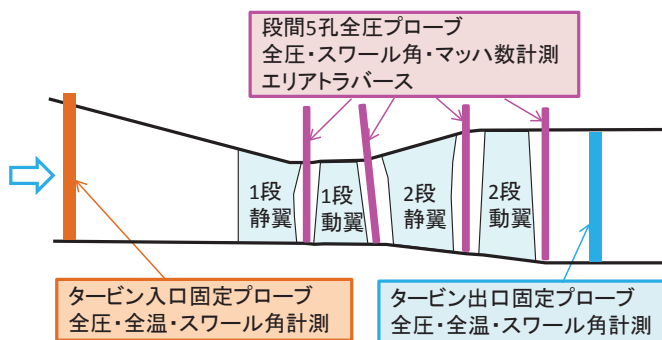 段間5孔全圧プローブ
全圧・スワール角・マッハ数計測
エリアトラバース
1段
静翼
1段
動翼
2段
静翼
2段
動翼
タービン入口固定プローブ
全圧・全温・スワール角計測
タービン出口固定プローブ
全圧・全温・スワール角計測